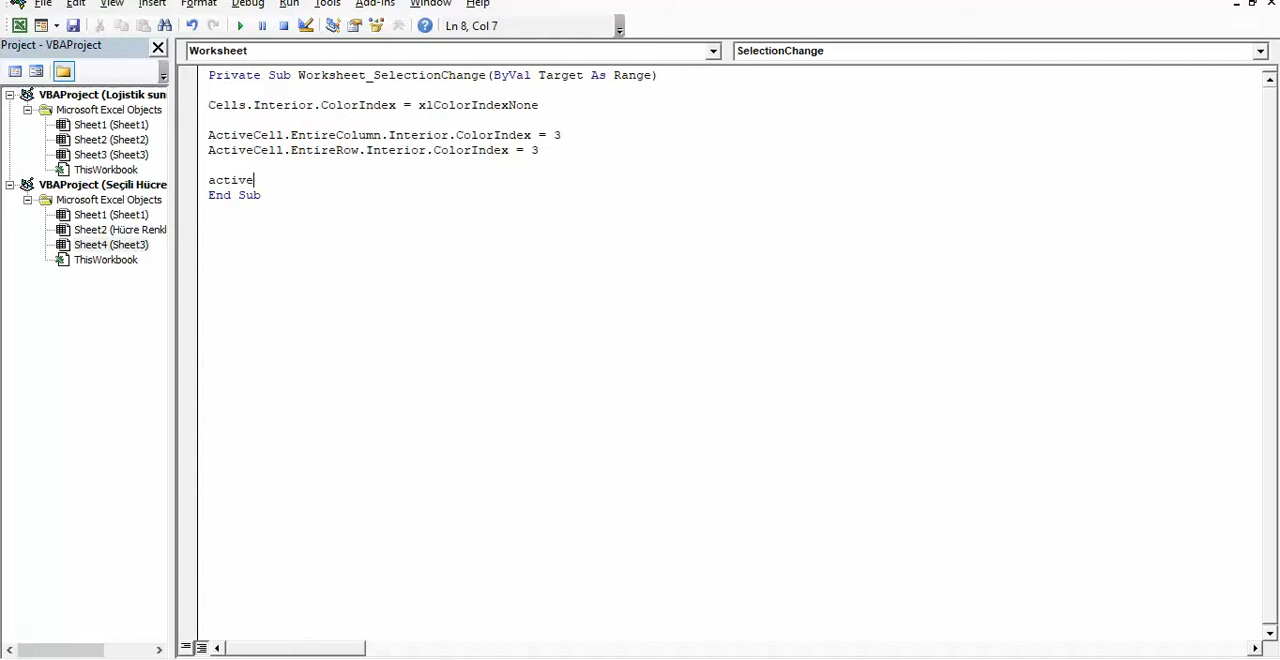 File Edit View Insert Format Debug Run Tools Add-ins Window Help
Ln 8, Col 7
Project - VBAProject
VBAProject (Lojistik sun
Microsoft Excel Objects
Sheet1 (Sheet1)
Sheet2 (Sheet2)
Sheet3 (Sheet3)
ThisWorkbook
VBAProject (Seçili Hücre
Microsoft Excel Objects
Sheet1 (Sheet1)
Sheet2 (Hücre Renkl
Sheet4 (Sheet3)
ThisWorkbook
Worksheet
SelectionChange
Private Sub Worksheet_SelectionChange(ByVal Target As Range)
Cells.Interior.ColorIndex = xlColorIndexNone
ActiveCell.EntireColumn.Interior.ColorIndex = 3
ActiveCell.EntireRow.Interior.ColorIndex = 3
active
End Sub